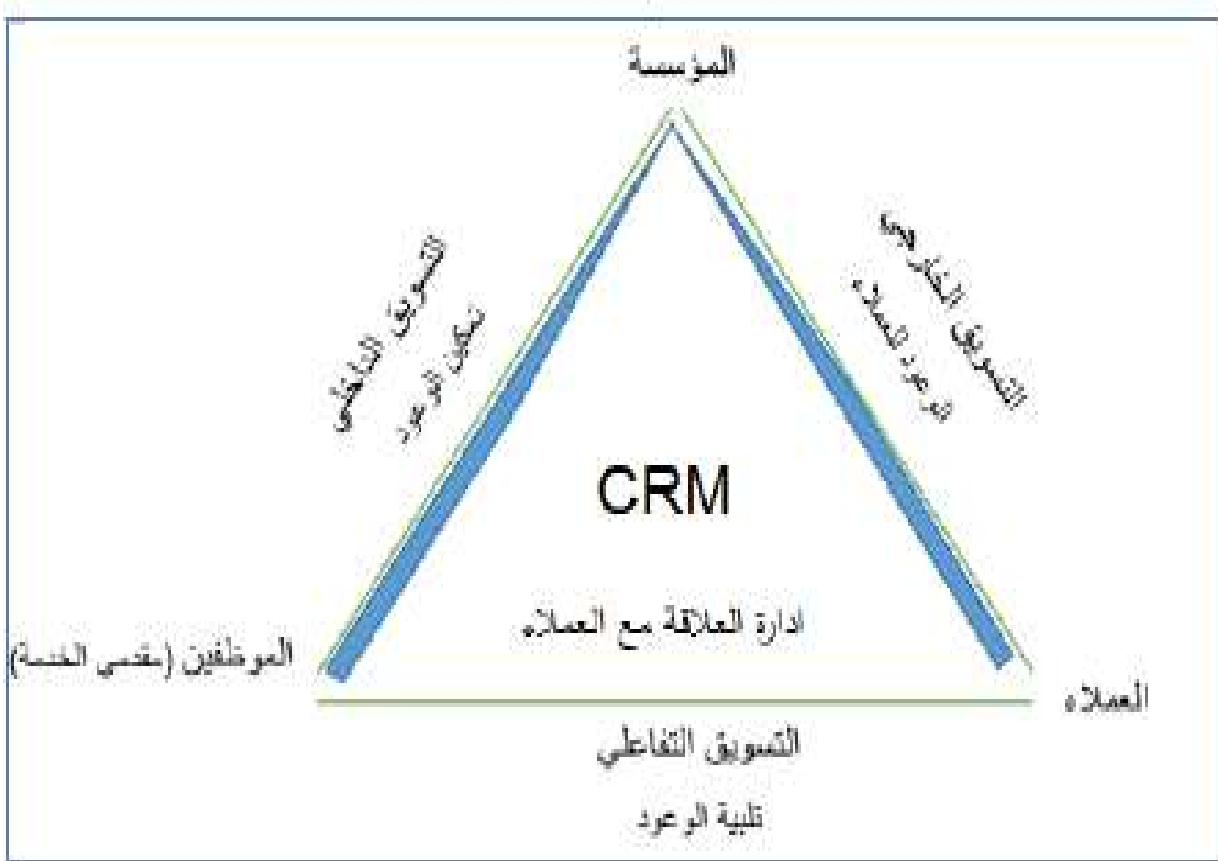 المؤسسة
التسويق الخارجي
الوعود للعملاء
التسويق الداخلي
تمكين الوعود
CRM
ادارة العلاقة مع العملاء
الموظفين (مقدمي الخدمة)
العملاء
التسويق التفاعلي
تلبية الوعود